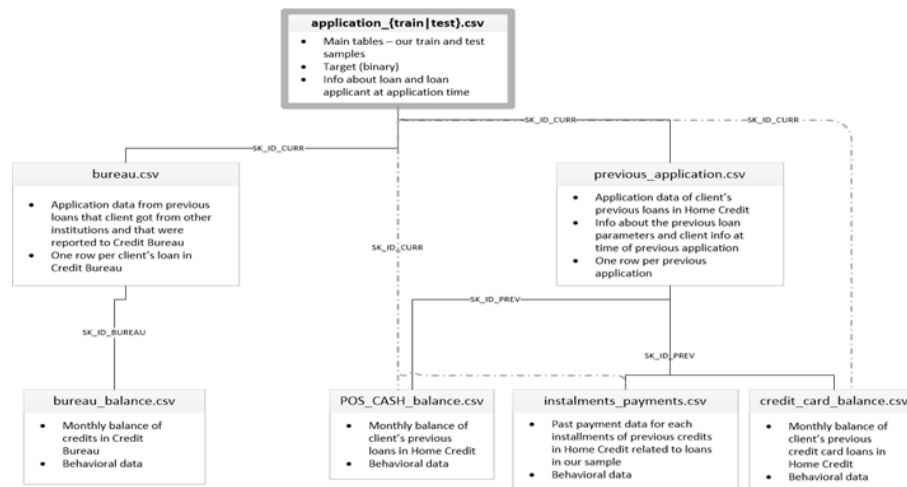 application_{train|test}.csv
• Main tables – our train and test
samples
• Target (binary)
• Info about loan and loan
applicant at application time
SK_ID_CURR
SK_ID_CURR
SK_ID_CURR
bureau.csv
• Application data from previous
loans that client got from other
institutions and that were
reported to Credit Bureau
• One row per client's loan in
Credit Bureau
SK_ID_CURR
previous_application.csv
• Application data of client's
previous loans in Home Credit
• Info about the previous loan
parameters and client info at
time of previous application
• One row per previous
application
SK_ID_BUREAU
SK_ID_PREV
SK_ID_PREV
bureau_balance.csv
• Monthly balance of
credits in Credit
Bureau
• Behavioral data
POS_CASH_balance.csv
• Monthly balance of
client's previous
loans in Home Credit
• Behavioral data
instalments_payments.csv
• Past payment data for each
installments of previous credits
in Home Credit related to loans
in our sample
• Behavioral data
credit_card_balance.csv
• Monthly balance of
client's previous
credit card loans in
Home Credit
• Behavioral data